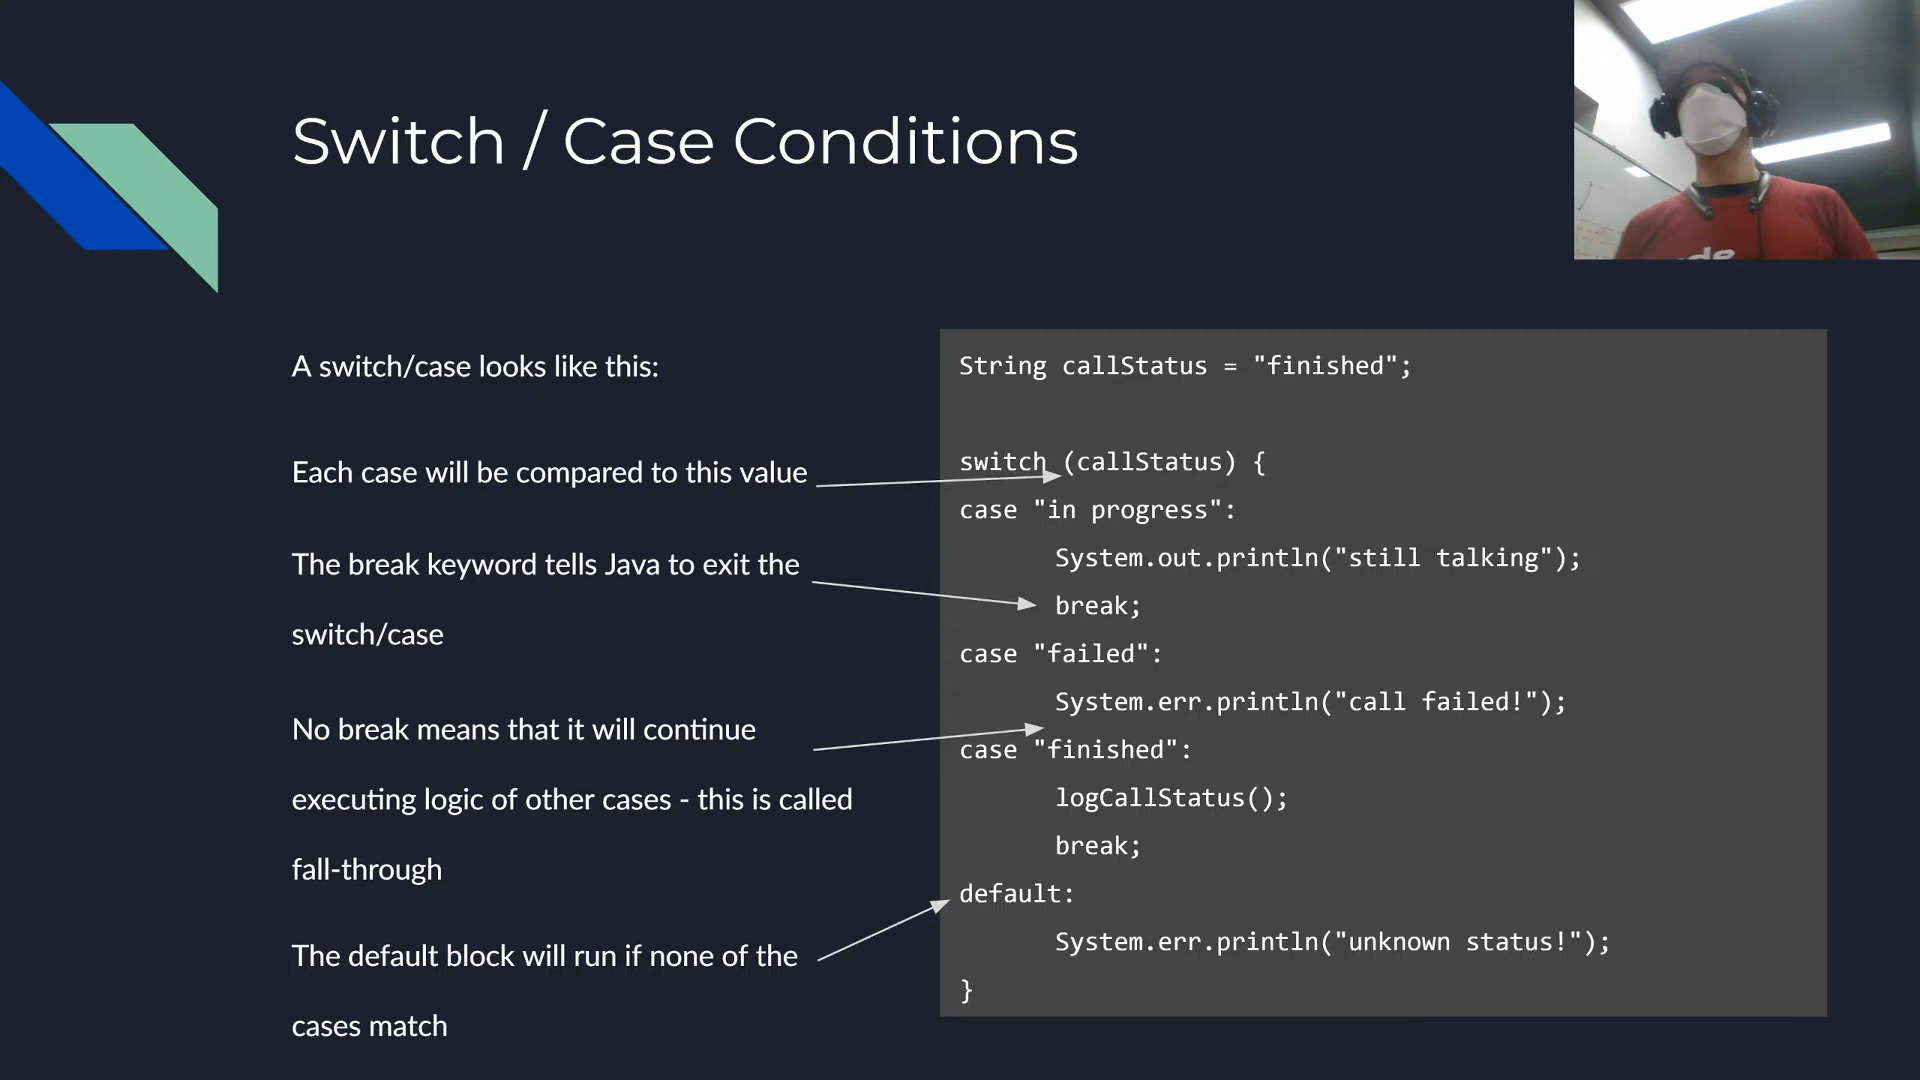 Switch / Case Conditions
A switch/case looks like this:
Each case will be compared to this value
The break keyword tells Java to exit the
switch/case
No break means that it will continue
executing logic of other cases - this is called
fall-through
The default block will run if none of the
cases match
String callStatus = "finished";
switch (callStatus) {
case "in progress":
System.out.println("still talking");
break;
case "failed":
System.err.println("call failed!");
case "finished":
logCallStatus();
break;
default:
System.err.println("unknown status!");
}